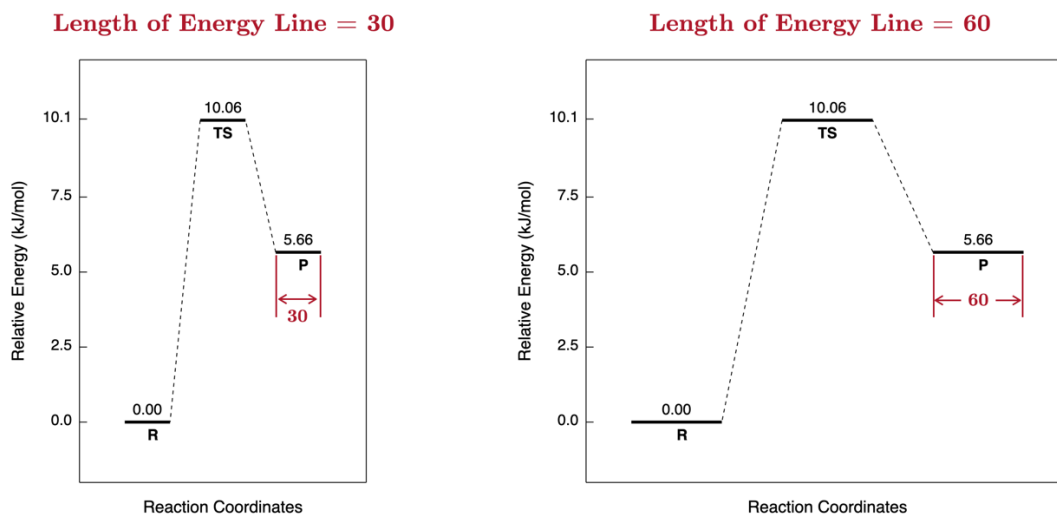 Length of Energy Line = 30
Relative Energy (kJ/mol)
10.1
7.5
5.0
2.5
0.0
10.06
TS
5.66
P
30
0.00
R
Reaction Coordinates
Length of Energy Line = 60
Relative Energy (kJ/mol)
10.1
7.5
5.0
2.5
0.0
10.06
TS
5.66
P
60
0.00
R
Reaction Coordinates